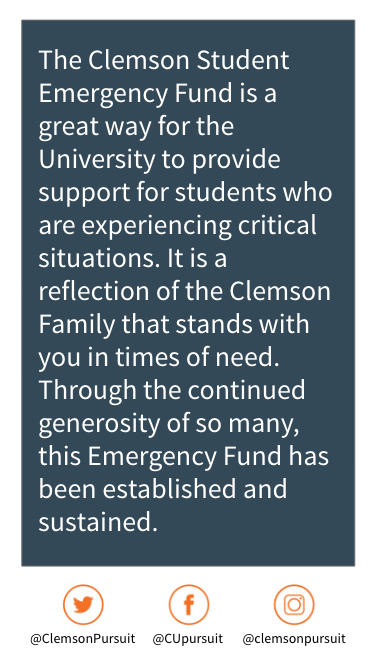 The Clemson Student
Emergency Fund is a
great way for the
University to provide
support for students who
are experiencing critical
situations. It is a
reflection of the Clemson
Family that stands with
you in times of need.
Through the continued
generosity of so many,
this Emergency Fund has
been established and
sustained.
@ClemsonPursuit @CUpursuit @clemsonpursuit